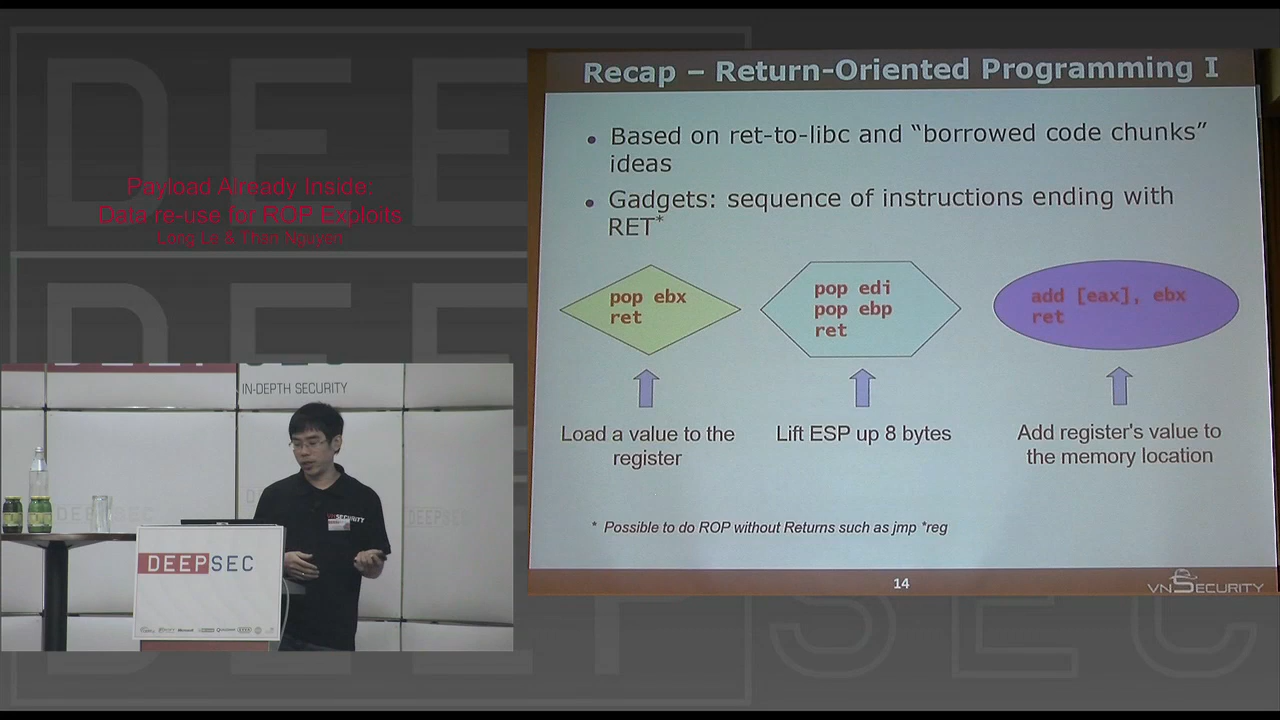 Payload Already Inside:
Data re-use for ROP Exploits
Long Le & Than Nguyen
IN-DEPTH SECURITY
VNSECURITY
DEEPSEC
DEEPSEC
DEEPSEC
Recap – Return-Oriented Programming I
• Based on ret-to-libc and “borrowed code chunks”
ideas
• Gadgets: sequence of instructions ending with
RET*
pop ebx
ret
pop edi
pop ebp
ret
add [eax], ebx
ret
Load a value to the
register
Lift ESP up 8 bytes
Add register's value to
the memory location
* Possible to do ROP without Returns such as jmp *reg
14
VNSECURITY